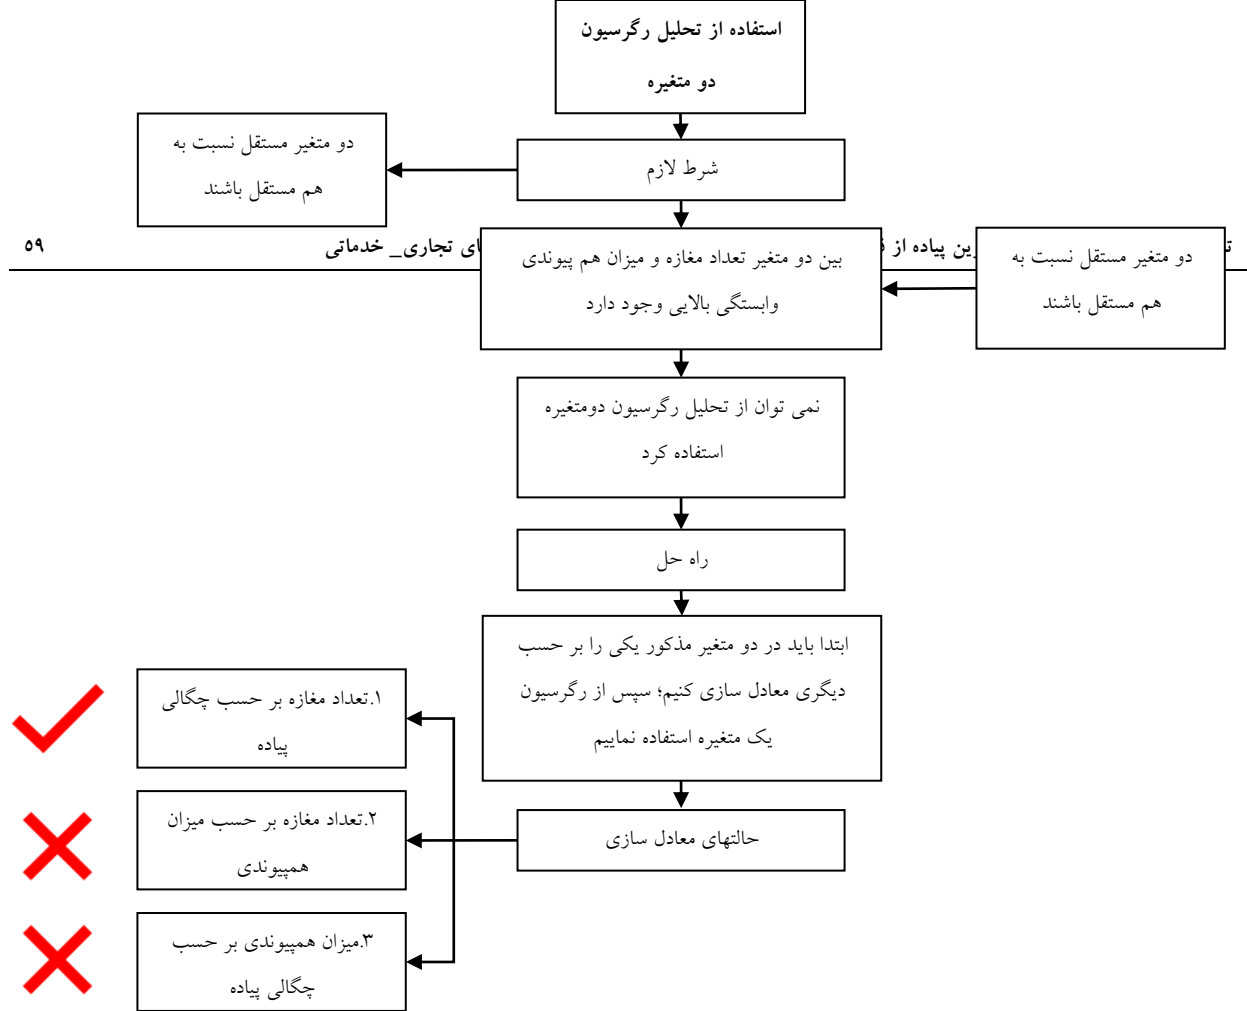 استفاده از تحلیل رگرسیون
دو متغیره
شرط لازم
دو متغیر مستقل نسبت به
هم مستقل باشند
رین پیاده از
ای تجاری_ خدماتی
۵۹
بین دو متغیر تعداد مغازه و میزان هم پیوندی
وابستگی بالایی وجود دارد
دو متغیر مستقل نسبت به
هم مستقل باشند
نمی توان از تحلیل رگرسیون دومتغیره
استفاده کرد
راه حل
ابتدا باید در دو متغیر مذکور یکی را بر حسب
دیگری معادل سازی کنیم؛ سپس از رگرسیون
یک متغیره استفاده نماییم
حالتهای معادل سازی
۱.تعداد مغازه بر حسب چگالی
پیاده
۲.تعداد مغازه بر حسب میزان
همپیوندی
۳.میزان همپیوندی بر حسب
چگالی پیاده